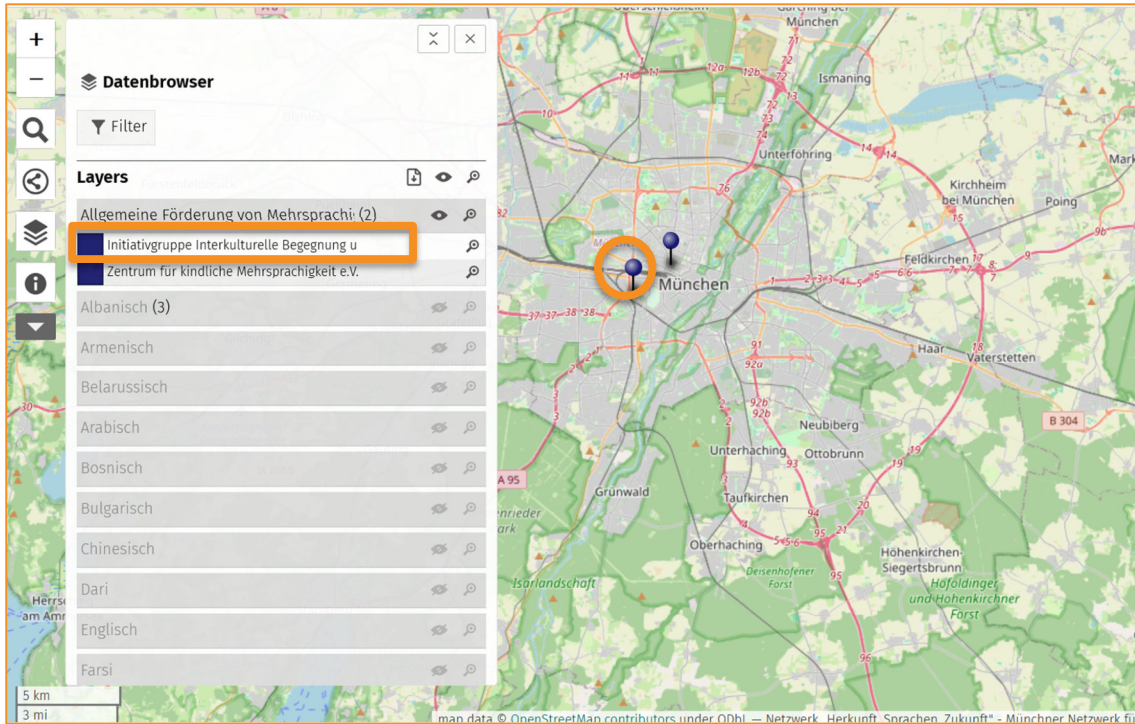 +
−
Datenbrowser
Filter
Layers
Allgemeine Förderung von Mehrsprachi (2)
Initiativgruppe Interkulturelle Begegnung u
Zentrum für kindliche Mehrsprachigkeit e.V.
Albanisch (3)
Armenisch
Belarussisch
Arabisch
Bosnisch
Bulgarisch
Chinesisch
Dari
Englisch
Farsi
5 km
3 mi
München
Ismaning
Unterföhring
Kirchheim
bei München
Poing
Feldkirchen
München
Haar
Vaterstetten
B 304
Neubiberg
Unterhaching
Ottobrunn
A 95
Grünwald
Taufkirchen
Oberhaching
Deisenhofener
Forst
Höhenkirchen-
Siegertsbrunn
Hofoldinger
und Höhenkirchner
Forst
Isarlandschaft
map data © OpenStreetMap contributors under ODbL — Netzwerk „Herkunft Sprachen Zukunft" - Münchner Netzwerk fü